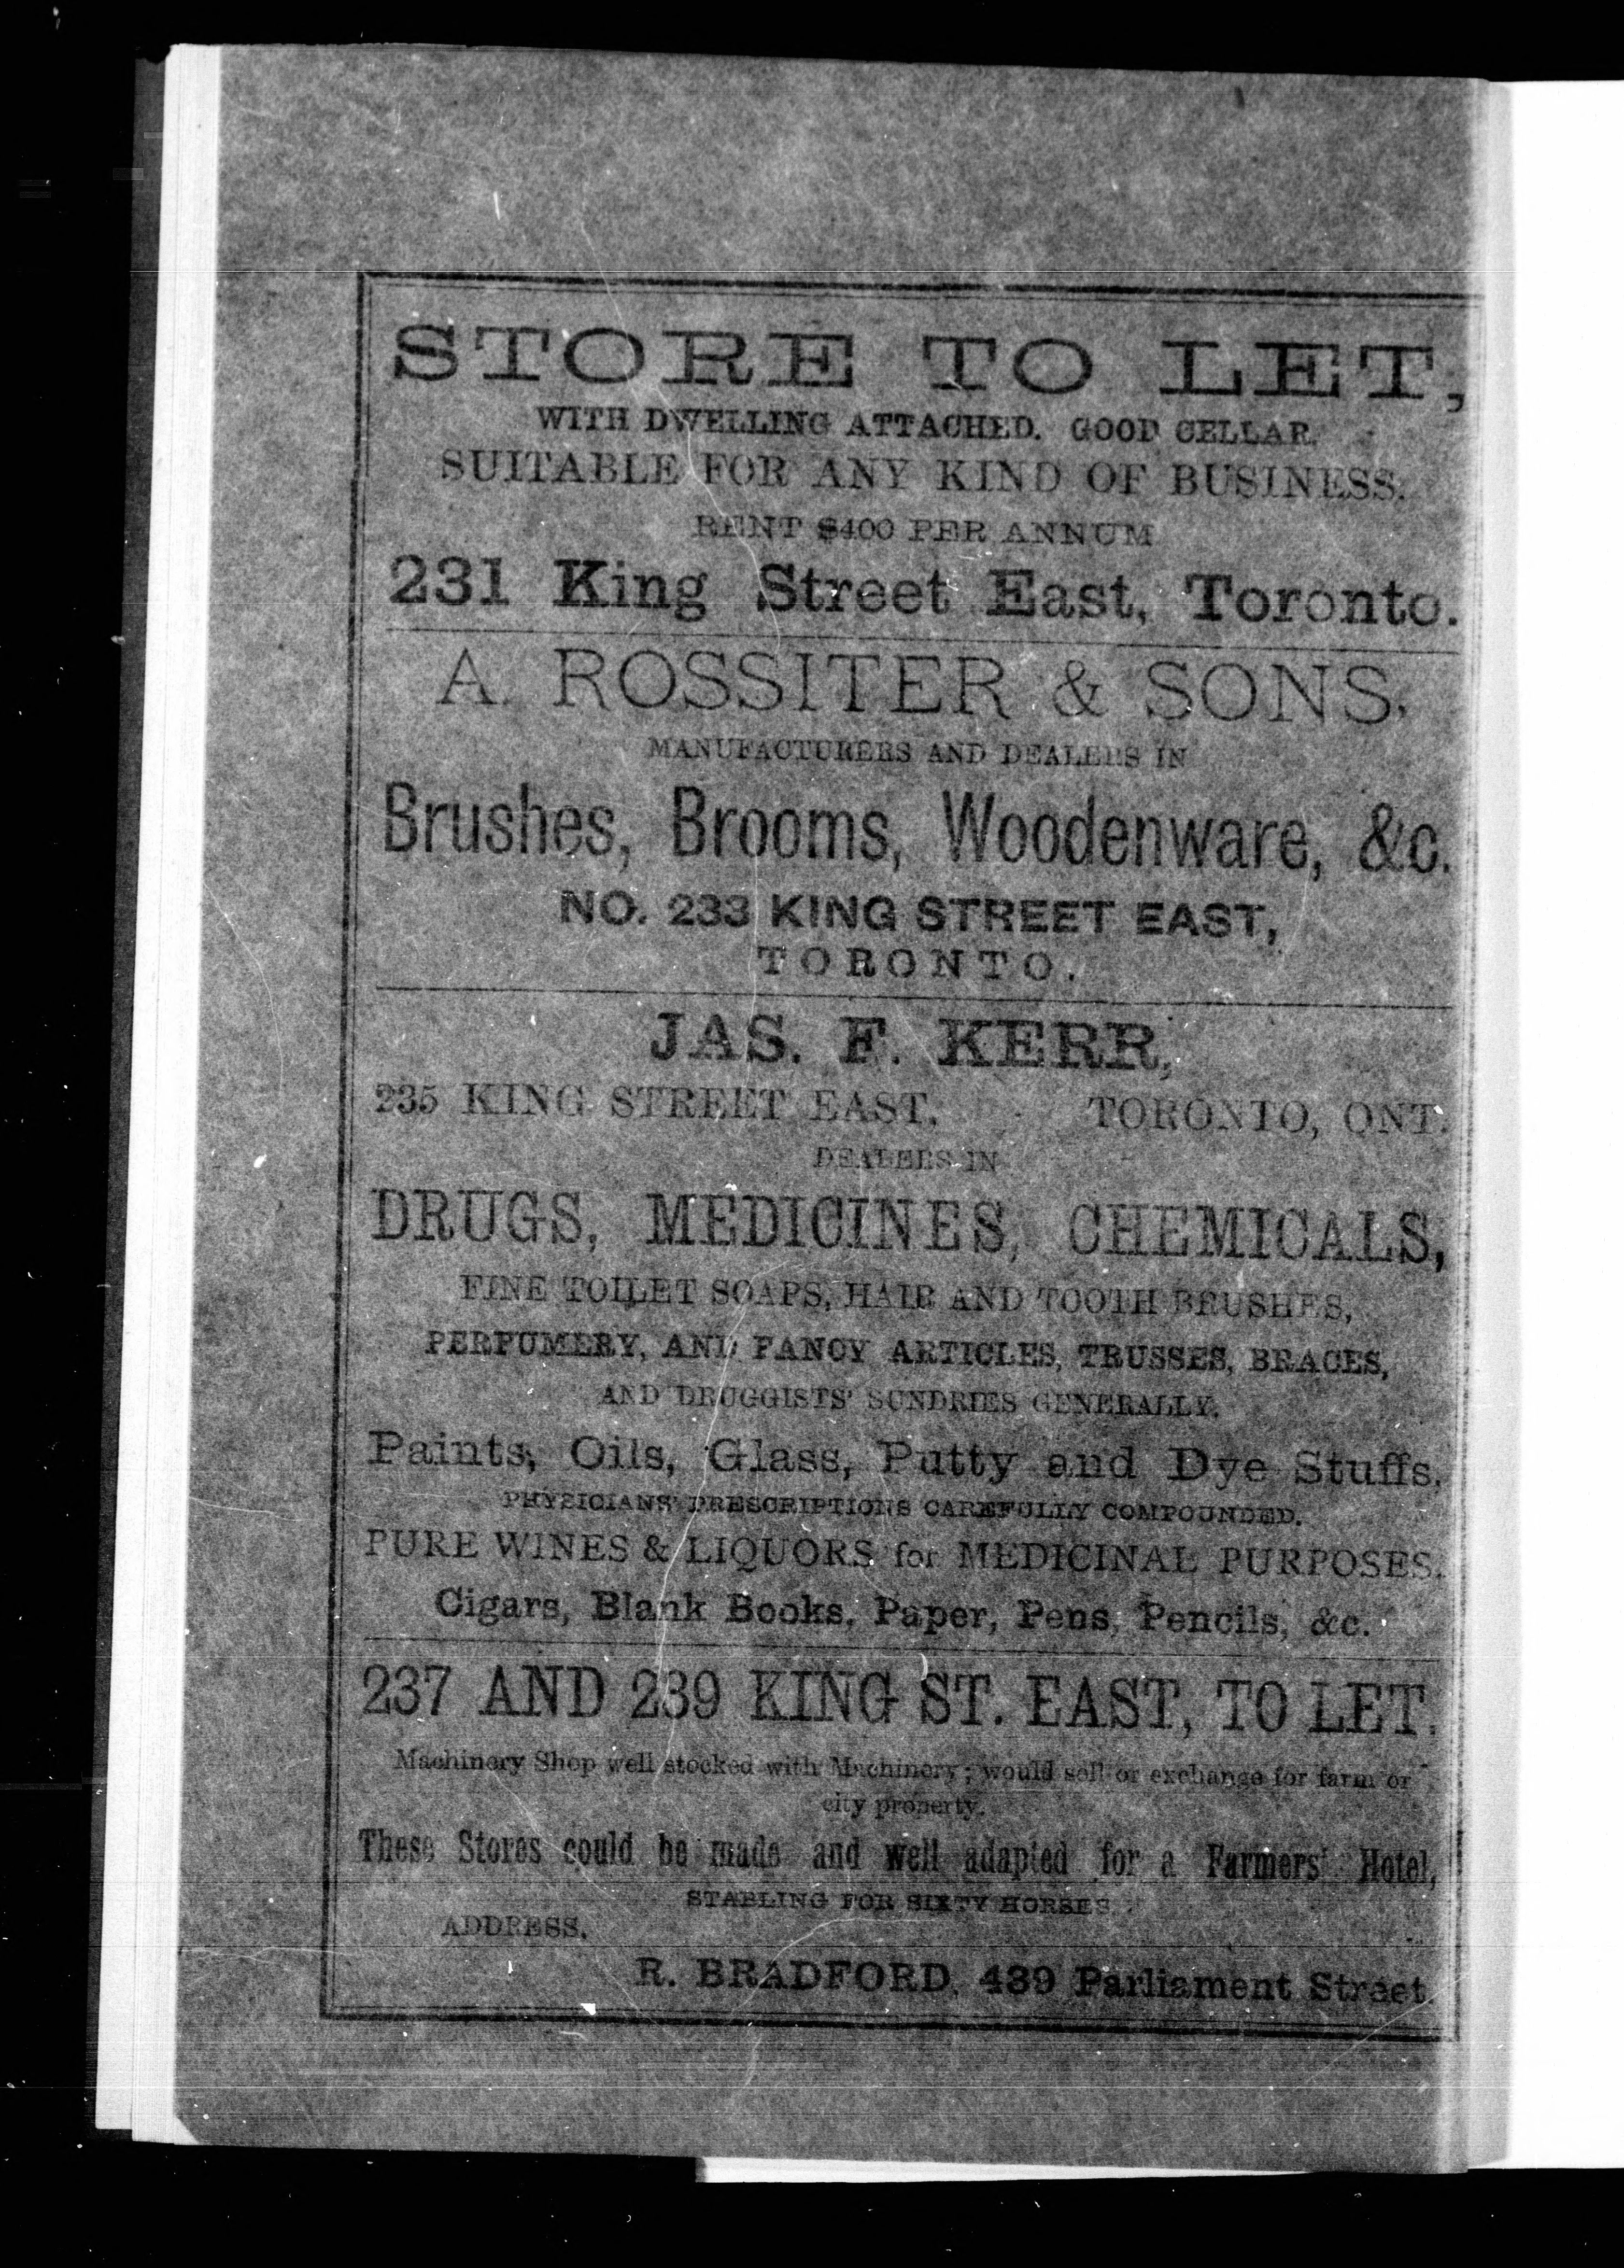 STORE TO LET,
WITH DWELLING ATTACHED. GOOD CELLAR.
SUITABLE FOR ANY KIND OF BUSINESS.
RENT $400 PER ANNUM
231 King Street East, Toronto.
A. ROSSITER & SONS,
MANUFACTURERS AND DEALERS IN
Brushes, Brooms, Woodenware, &c.
NO. 233 KING STREET EAST,
TORONTO.
JAS. F. KERR,
235 KING STREET EAST, TORONTO, ONT.
DEALERS IN
DRUGS, MEDICINES, CHEMICALS,
FINE TOILET SOAPS, HAIR AND TOOTH BRUSHES,
PERFUMERY, AND FANCY ARTICLES, TRUSSES, BRACES,
AND DRUGGISTS' SUNDRIES GENERALLY.
Paints, Oils, Glass, Putty and Dye Stuffs.
PHYSICIANS' PRESCRIPTIONS CAREFULLY COMPOUNDED.
PURE WINES & LIQUORS for MEDICINAL PURPOSES.
Cigars, Blank Books, Paper, Pens, Pencils, &c.
237 AND 239 KING ST. EAST, TO LET.
Machinery Shop well stocked with Machinery; would sell or exchange for farm or
city property.
These Stores could be made and well adapted for a Farmers' Hotel,
STABLING FOR SIXTY HORSES.
ADDRESS,
R. BRADFORD, 439 Parliament Street.